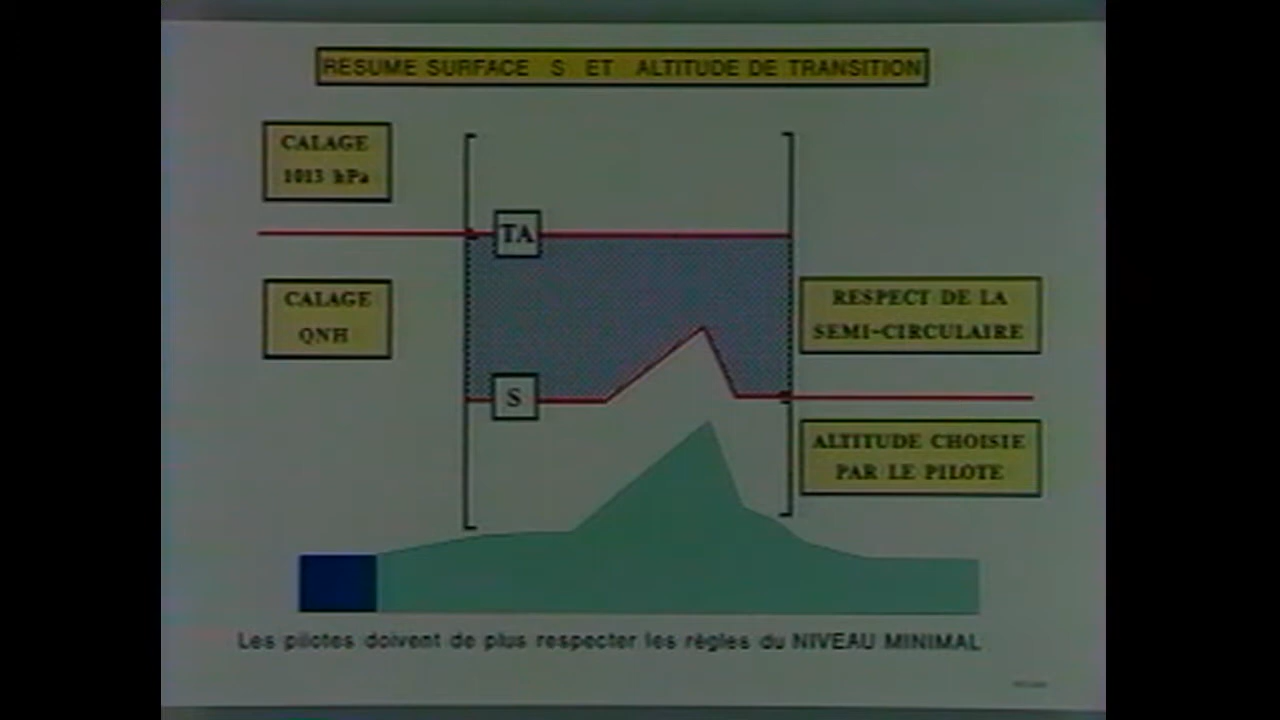 RESUME SURFACE S ET ALTITUDE DE TRANSITION
CALAGE
1013 hPa
TA
CALAGE
QNH
RESPECT DE LA
SEMI-CIRCULAIRE
S
ALTITUDE CHOISIE
PAR LE PILOTE
Les pilotes doivent de plus respecter les règles du NIVEAU MINIMAL